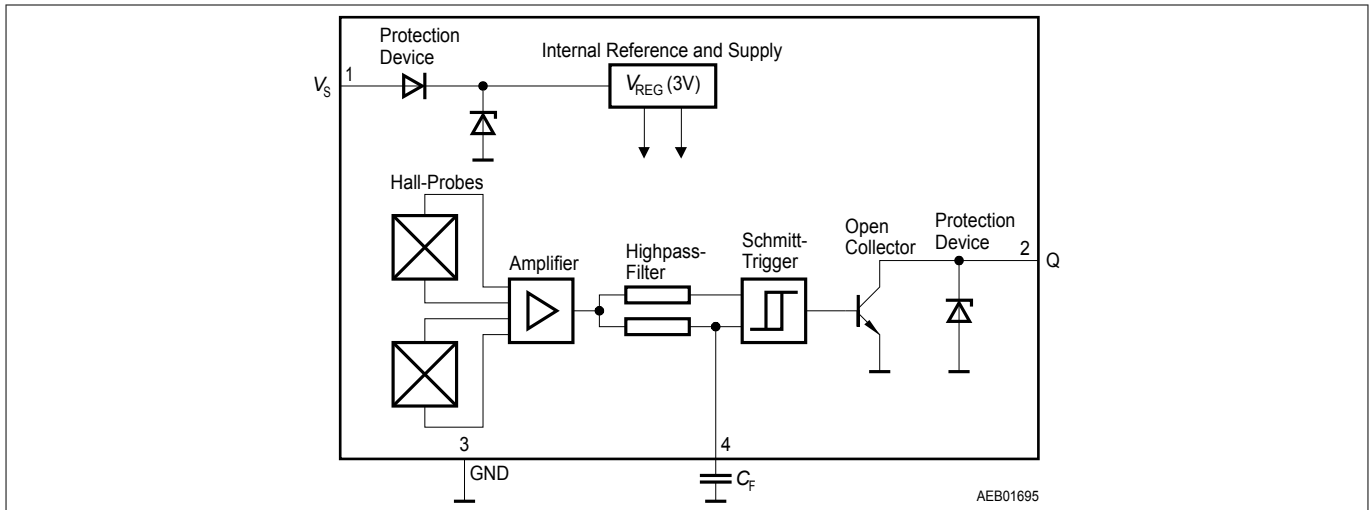 Protection
Device
Internal Reference and Supply
VS
1
VREG (3V)
Hall-Probes
Amplifier
Highpass-
Filter
Schmitt-
Trigger
Open
Collector
Protection
Device
2
Q
3
GND
4
CF
AEB01695